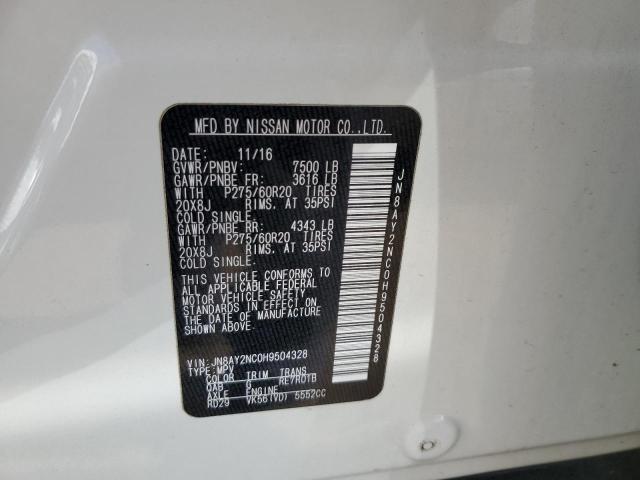 MFD BY NISSAN MOTOR CO.,LTD.
DATE: 11/16
GVWR/PNBV: 7500 LB
GAWR/PNBE FR: 3616 LB
WITH P275/60R20 TIRES
20X8J RIMS. AT 35PSI
COLD SINGLE.
GAWR/PNBE RR: 4343 LB
WITH P275/60R20 TIRES
20X8J RIMS. AT 35PSI
COLD SINGLE.
THIS VEHICLE CONFORMS TO
ALL APPLICABLE FEDERAL
MOTOR VEHICLE SAFETY
STANDARDS IN EFFECT ON
THE DATE OF MANUFACTURE
SHOWN ABOVE.
VIN: JN8AY2NC0H9504328
TYPE: MPV
COLOR TRIM TRANS
QAB G RE7R01B
AXLE ENGINE
RD29 VK56(VD) 5552CC
JN8AY2NC0H9504328